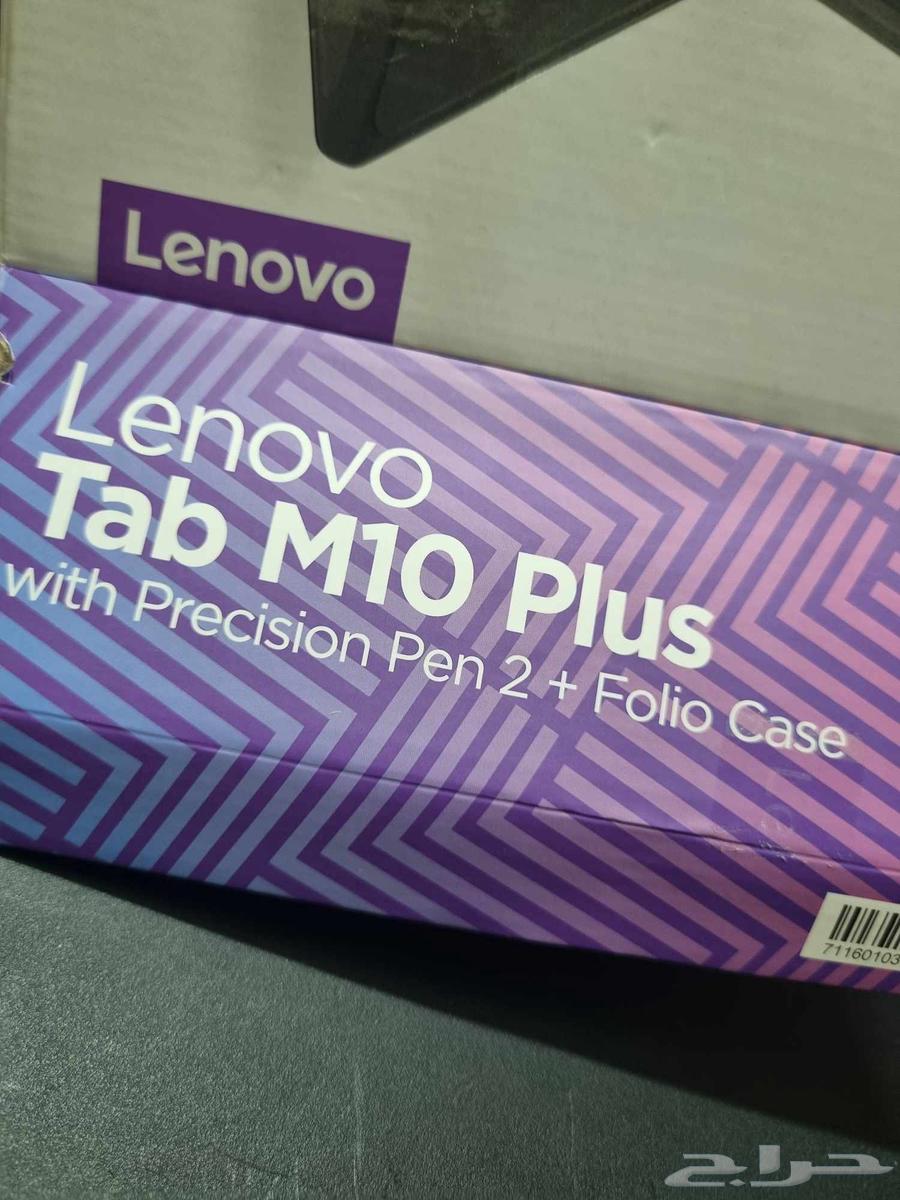 Lenovo
Lenovo
Tab M10 Plus
with Precision Pen 2 + Folio Case
71160103
حراج